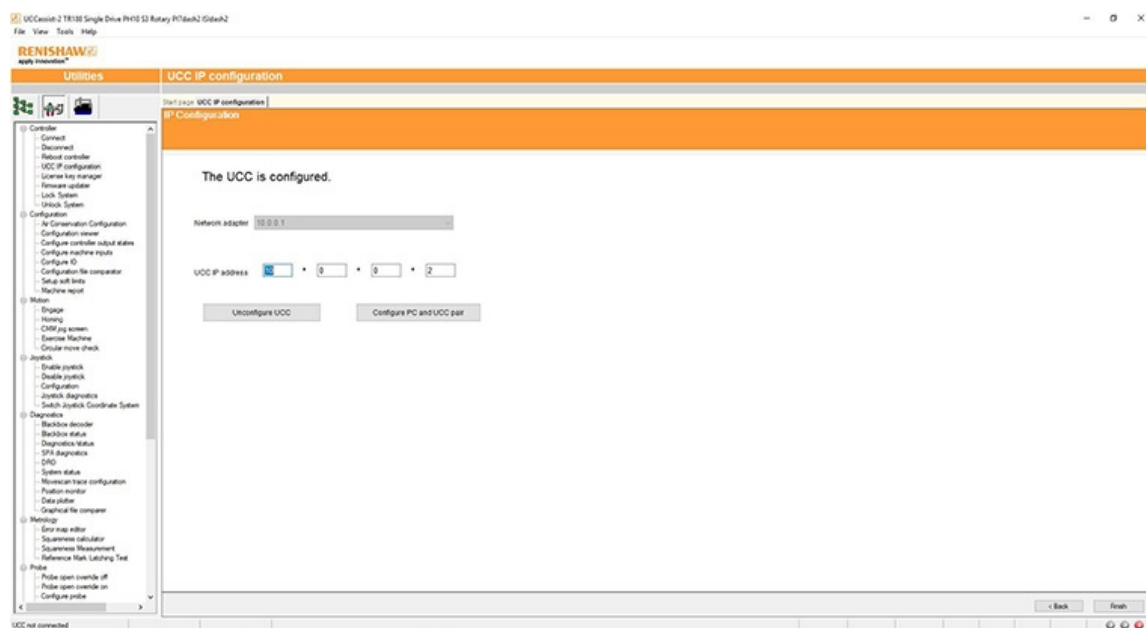 UCCassist-2 TR188 Single Drive PH10 S3 Rotary PI7dash2 ISIdash2
File View Tools Help
RENISHAW
apply innovation™
Utilities
UCC IP configuration
Start page UCC IP configuration
IP Configuration
Controller
Connect
Disconnect
Reboot controller
UCC IP configuration
License key manager
Firmware updater
Lock System
Unlock System
Configuration
Air Conservation Configuration
Configuration viewer
Configure controller output states
Configure machine inputs
Configure IO
Configuration file comparator
Setup soft limits
Machine report
Motion
Engage
Homing
CMM jog screen
Exercise Machine
Circular move check
Joystick
Enable joystick
Disable joystick
Configuration
Joystick diagnostics
Switch Joystick Coordinate System
Diagnostics
Blackbox decoder
Blackbox status
Diagnostics/status
SPA diagnostics
DRO
System status
Movescan trace configuration
Position monitor
Data plotter
Graphical file comparer
Metrology
Error map editor
Squareness calculator
Squareness Measurement
Reference Mark Latching Test
Probe
Probe open override off
Probe open override on
Configure probe
The UCC is configured.
Network adapter 10.0.0.1
UCC IP address 10 • 0 • 0 • 2
Unconfigure UCC
Configure PC and UCC pair
< Back
Finish
UCC not connected